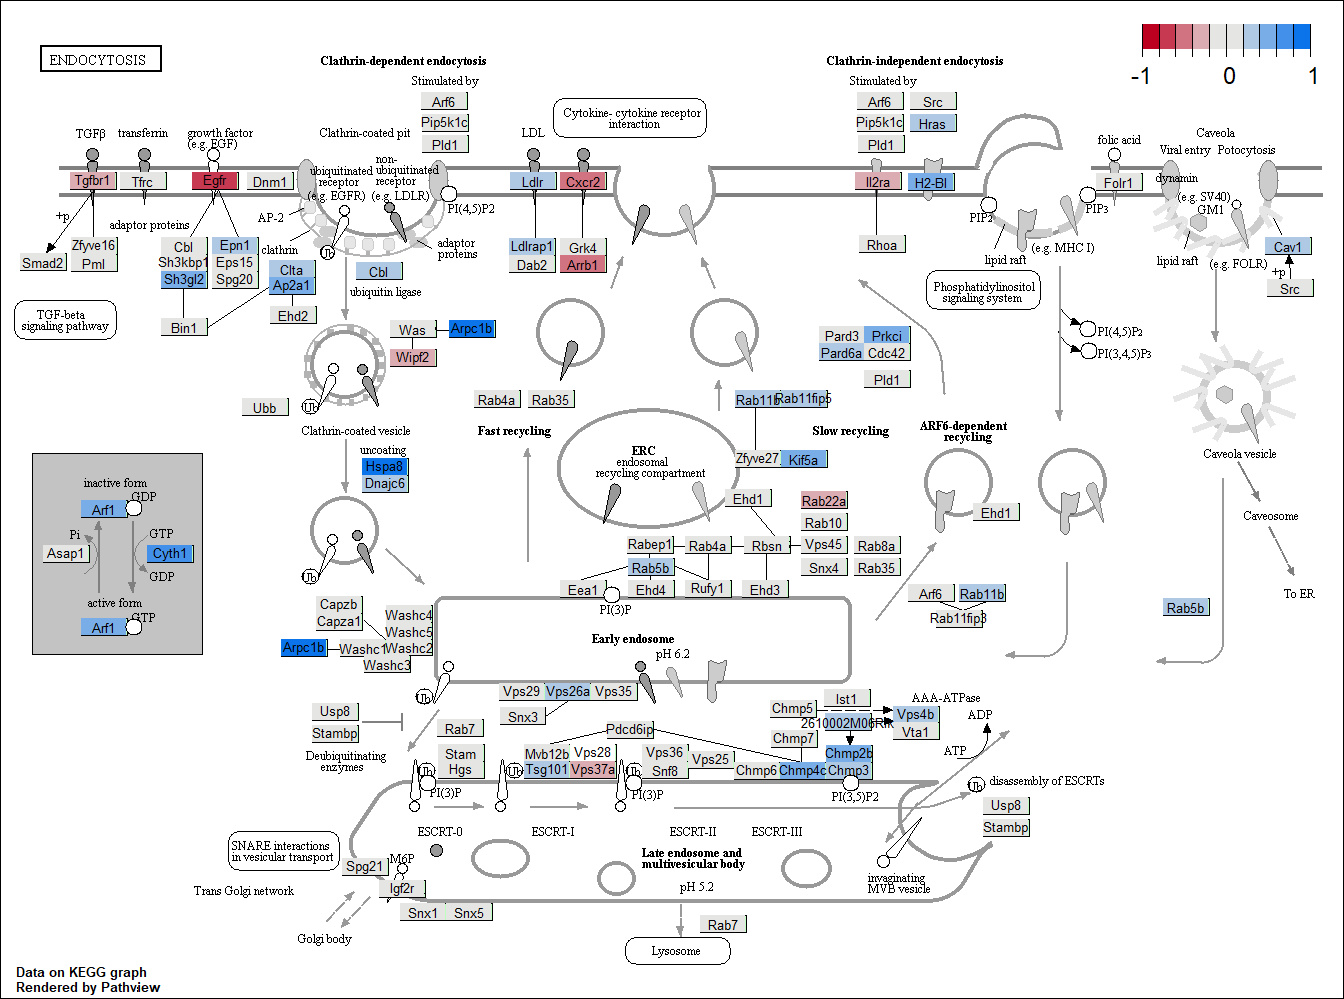 ENDOCYTOSIS
-1
0
1
Clathrin-dependent endocytosis
Stimulated by
Arf6
Pip5k1c
Pld1
Clathrin-independent endocytosis
Stimulated by
Arf6
Src
Pip5k1c
Hras
Pld1
Cytokine- cytokine receptor
interaction
TGFβ
transferrin
growth factor
(e.g. EGF)
Clathrin-coated pit
LDL
folic acid
Caveola
Viral entry
Potocytosis
Tgfbr1
Tfrc
Egfr
Dnm1
ubiquitinated
receptor
(e.g. EGFR)
non-
ubiquitinated
receptor
(e.g. LDLR)
Ldlr
Cxcr2
Il2ra
H2-Bl
Folr1
dynamin
(e.g. SV40)
GM1
PI(4,5)P2
PIP2
PIP3
+p
adaptor proteins
AP-2
clathrin
Ub
adaptor
proteins
Smad2
Zfyve16
Pml
Cbl
Sh3kbp1
Sh3gl2
Epn1
Eps15
Spg20
Bin1
Clta
Ap2a1
Ehd2
Cbl
ubiquitin ligase
Ldlrap1
Dab2
Grk4
Arrb1
Rhoa
lipid raft
(e.g. MHC I)
lipid raft
(e.g. FOLR)
Cav1
+p
Src
TGF-beta
signaling pathway
Phosphatidylinositol
signaling system
Was
Arpc1b
Wipf2
Pard3
Prkci
Pard6a
Cdc42
Pld1
PI(4,5)P2
PI(3,4,5)P3
Ubb
Ub
Clathrin-coated vesicle
uncoating
Hspa8
Dnajc6
Rab4a
Rab35
Fast recycling
Rab11b
Rab11fip5
Slow recycling
ARF6-dependent
recycling
Caveola vesicle
ERC
endosomal
recycling compartment
Zfyve27
Kif5a
inactive form
GDP
Arf1
Pi
GTP
Asap1
Cyth1
GDP
active form
GTP
Arf1
Ehd1
Rab22a
Rab10
Ehd1
Caveosome
Rabep1
Rab4a
Rbsn
Vps45
Rab8a
Rab5b
Snx4
Rab35
Ub
Eea1
Ehd4
Rufy1
Ehd3
PI(3)P
Arf6
Rab11b
Rab11fip3
Rab5b
To ER
Capzb
Capza1
Washc4
Washc5
Arpc1b
Washc1
Washc2
Washc3
Early endosome
pH 6.2
Ub
Vps29
Vps26a
Vps35
Snx3
Usp8
Stambp
Deubiquitinating
enzymes
Rab7
Stam
Hgs
Ub
PI(3)P
Pdcd6ip
Mvb12b
Vps28
Tsg101
Vps37a
Ub
Vps36
Snf8
Vps25
Ub
PI(3)P
Chmp5
Ist1
AAA-ATPase
Vps4b
Vta1
ADP
ATP
Chmp7
Chmp2b
Chmp6
Chmp4c
Chmp3
PI(3,5)P2
Ub
disassembly of ESCRTs
Usp8
Stambp
ESCRT-0
ESCRT-I
ESCRT-II
ESCRT-III
SNARE interactions
in vesicular transport
Spg21
M6P
Igf2r
Snx1
Snx5
Late endosome and
multivesicular body
pH 5.2
invaginating
MVB vesicle
Trans Golgi network
Golgi body
Rab7
Lysosome
Data on KEGG graph
Rendered by Pathview